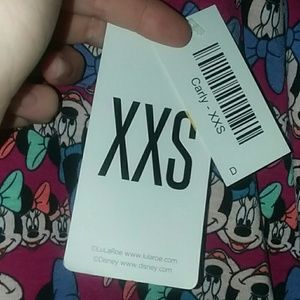 Carly - XXS
D
XXS
©LuLaRoe www.lularoe.com
©Disney www.disney.com